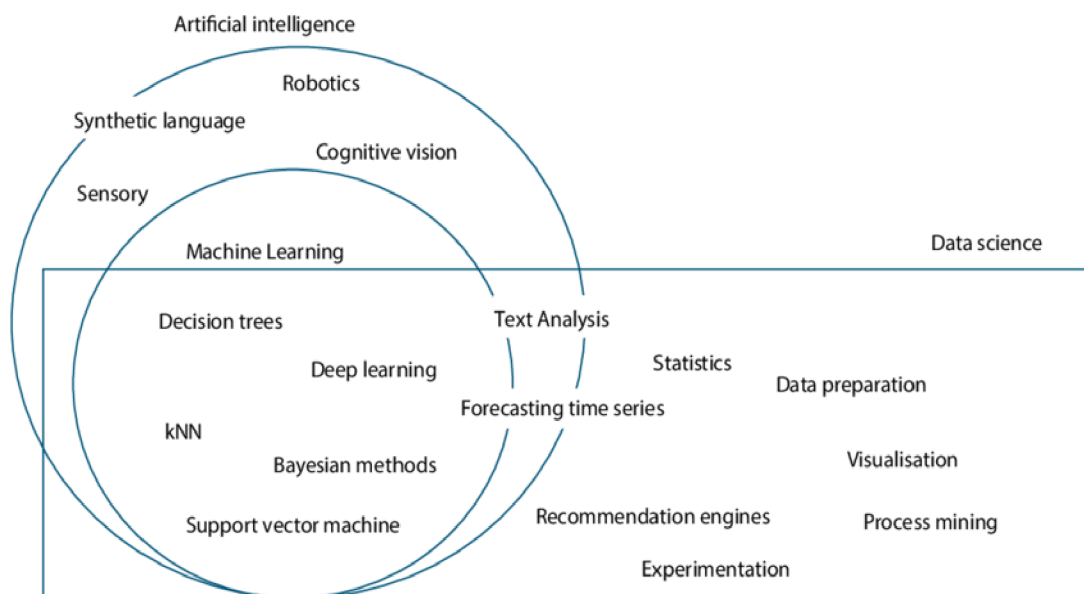 Artificial intelligence
Robotics
Synthetic language
Cognitive vision
Sensory
Data science
Machine Learning
Decision trees
Text Analysis
Statistics
Deep learning
Data preparation
Forecasting time series
kNN
Visualisation
Bayesian methods
Recommendation engines
Process mining
Support vector machine
Experimentation